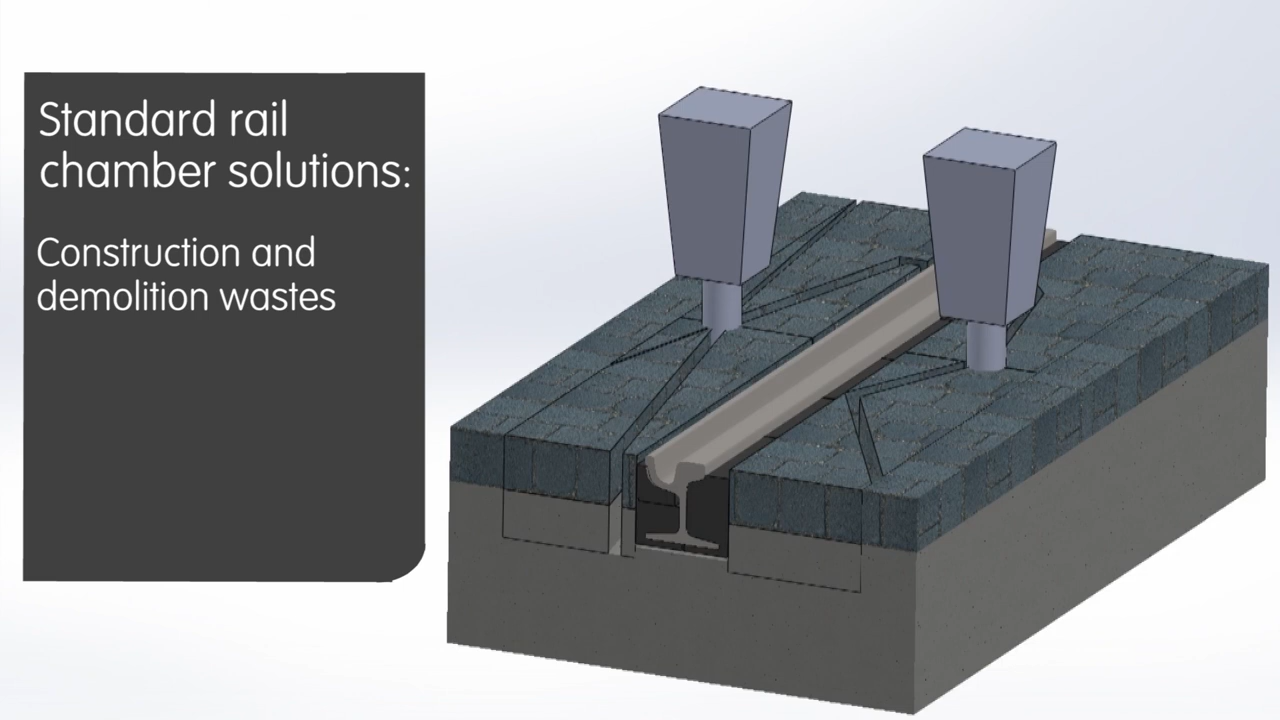 Standard rail
chamber solutions:
Construction and
demolition wastes